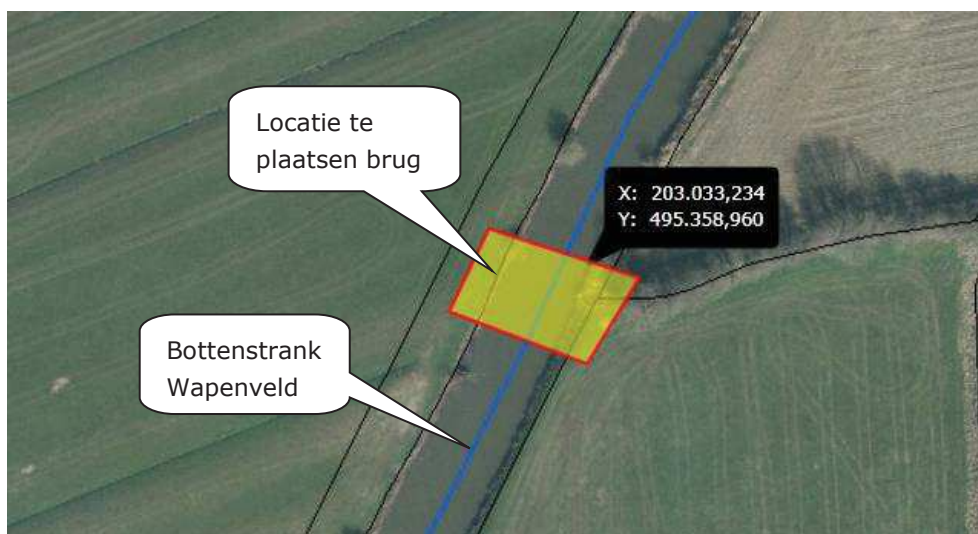 Locatie te
plaatsen brug
X: 203.033,234
Y: 495.358,960
Bottenstrank
Wapenveld